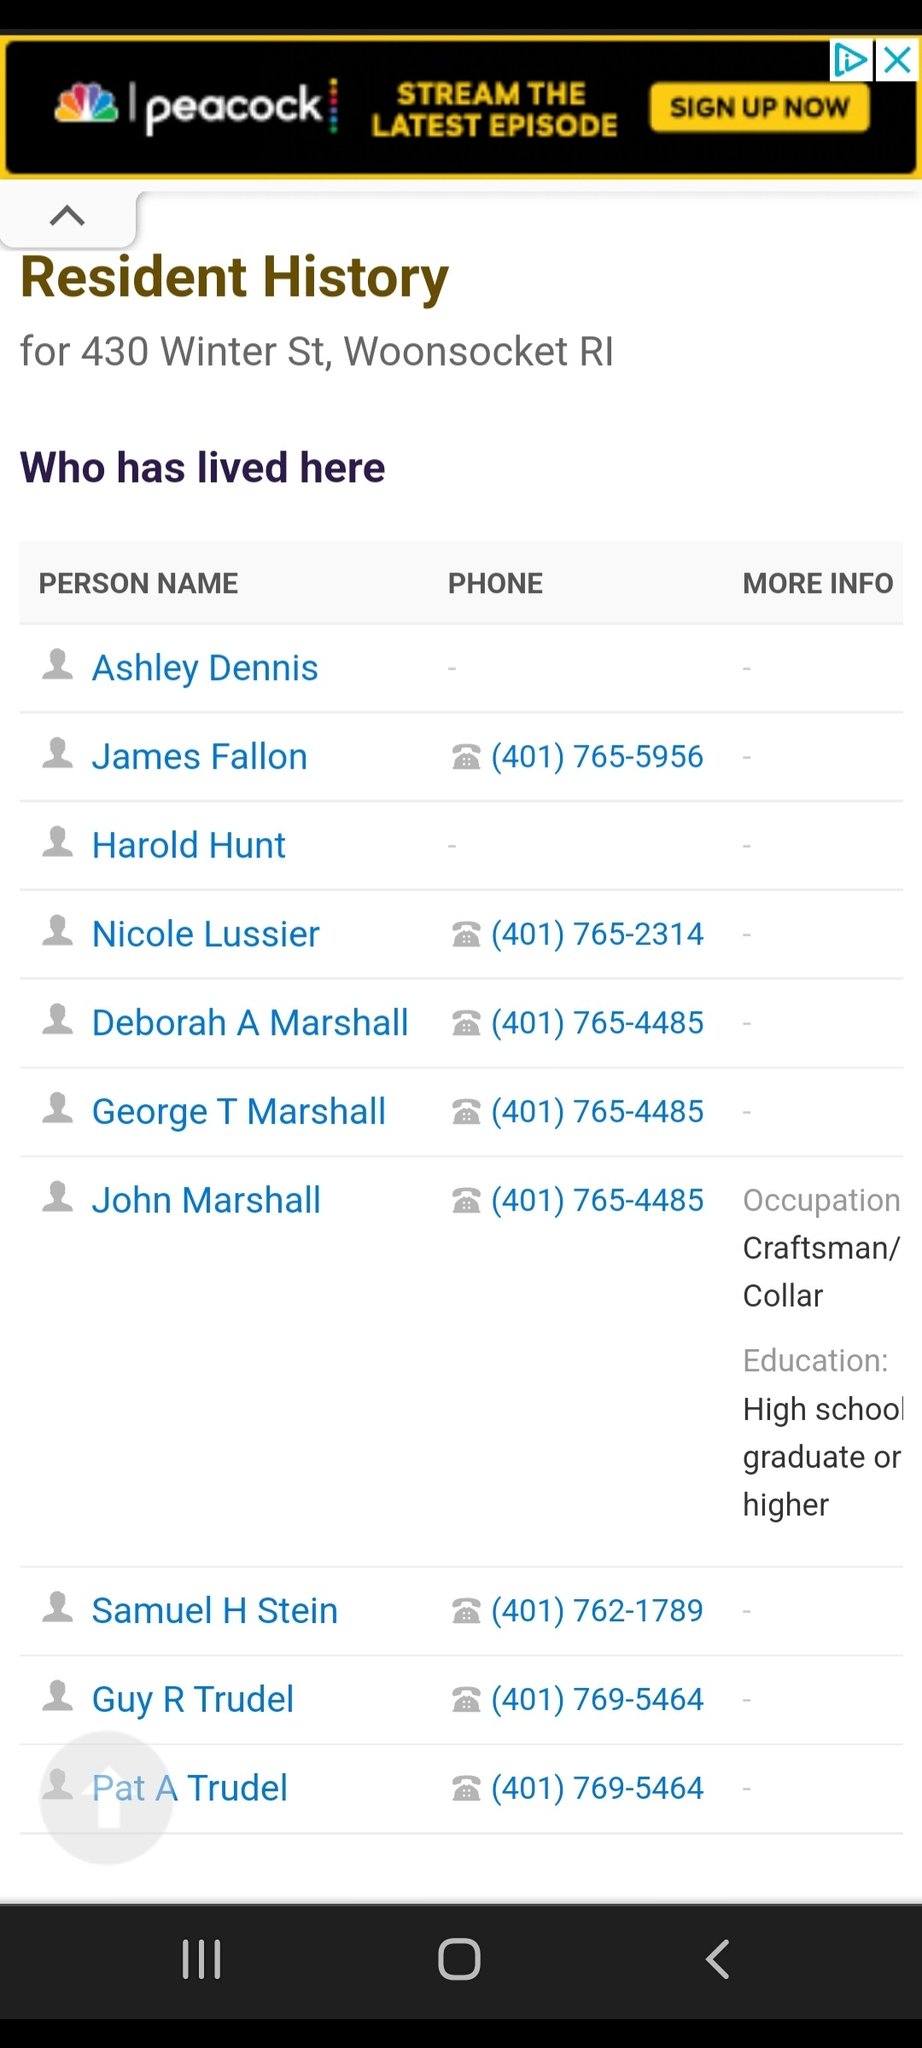 peacock
STREAM THE
LATEST EPISODE
SIGN UP NOW
Resident History
for 430 Winter St, Woonsocket RI
Who has lived here
PERSON NAME PHONE MORE INFO
Ashley Dennis - -
James Fallon (401) 765-5956 -
Harold Hunt - -
Nicole Lussier (401) 765-2314 -
Deborah A Marshall (401) 765-4485 -
George T Marshall (401) 765-4485 -
John Marshall (401) 765-4485 Occupation
Craftsman/
Collar
Education:
High school
graduate or
higher
Samuel H Stein (401) 762-1789 -
Guy R Trudel (401) 769-5464 -
Pat A Trudel (401) 769-5464 -